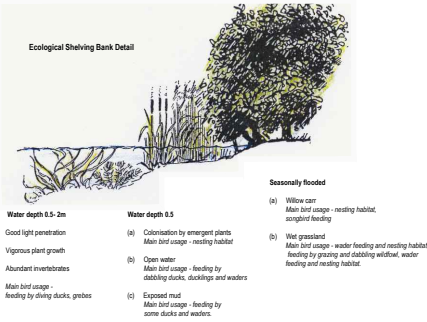 Ecological Shelving Bank Detail
Water depth 0.5- 2m
Good light penetration
Vigorous plant growth
Abundant invertebrates
Main bird usage -
feeding by diving ducks, grebes
Water depth 0.5
(a) Colonisation by emergent plants
Main bird usage - nesting habitat
(b) Open water
Main bird usage - feeding by
dabbling ducks, ducklings and waders
(c) Exposed mud
Main bird usage - feeding by
some ducks and waders.
Seasonally flooded
(a) Willow carr
Main bird usage - nesting habitat,
songbird feeding
(b) Wet grassland
Main bird usage - wader feeding and nesting habitat
feeding by grazing and dabbling wildfowl, wader
feeding and nesting habitat.